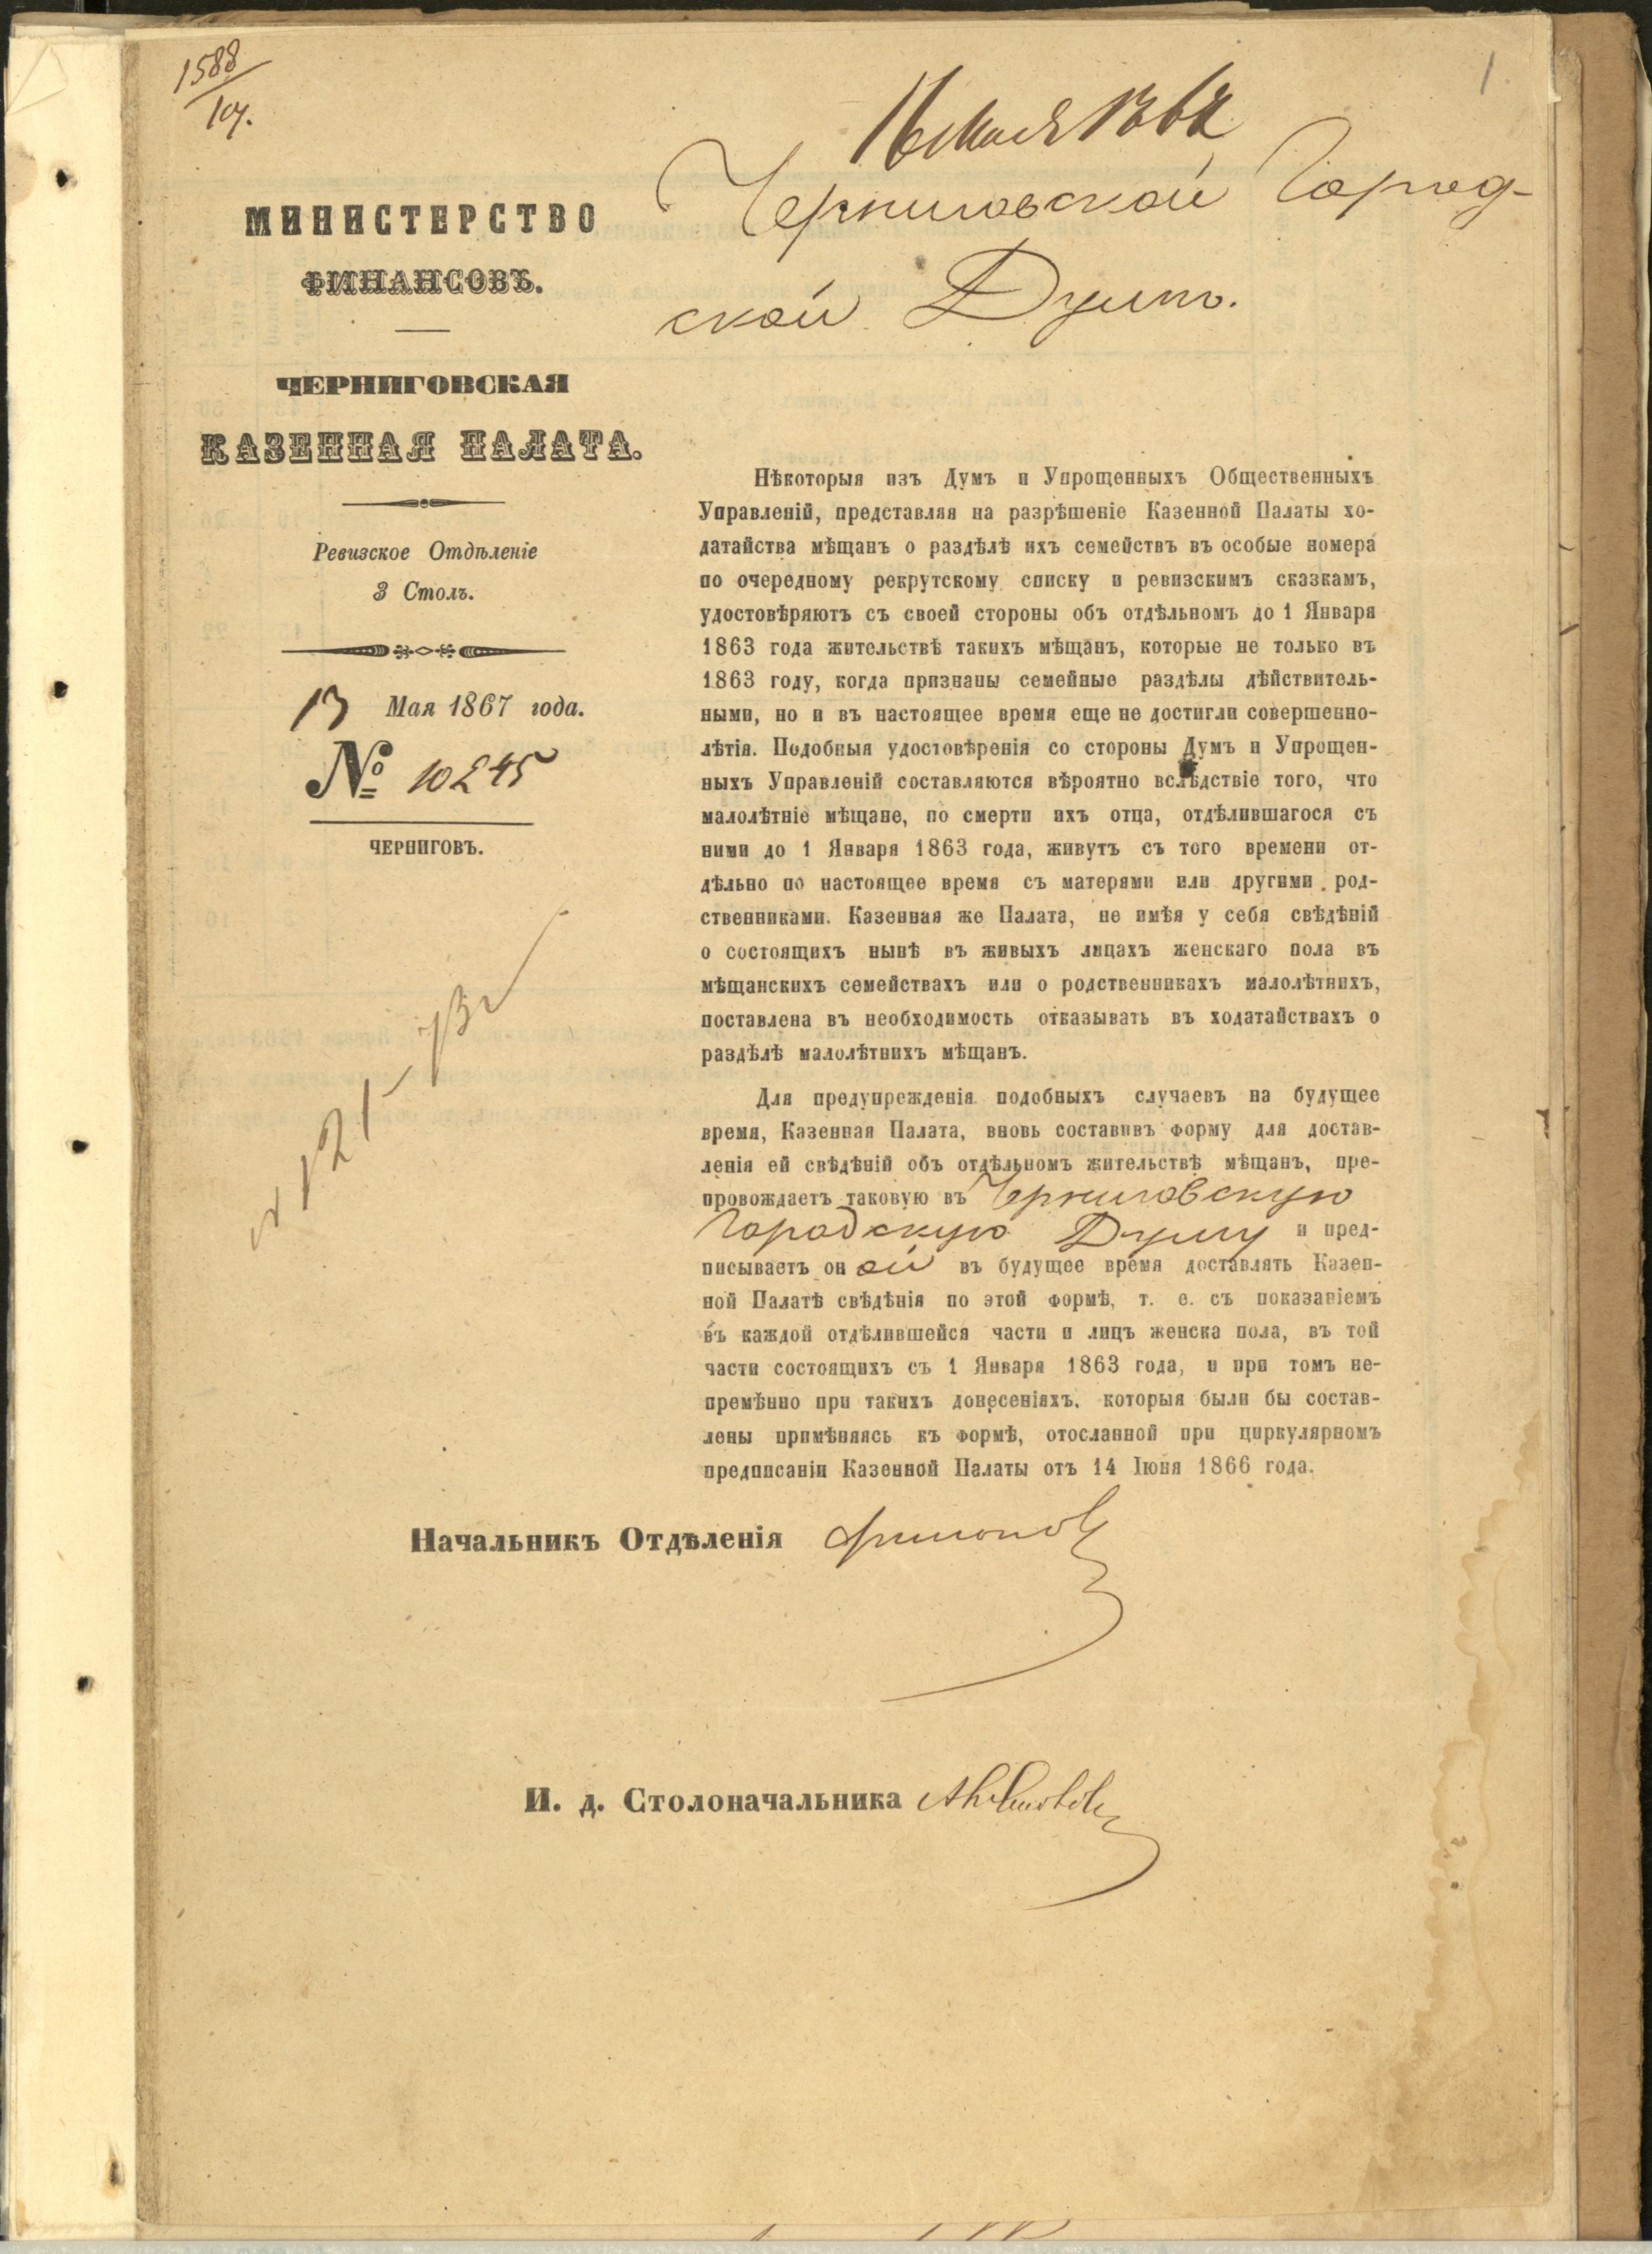 1588
1
16 Мая 1867
Черниговской Город-
ской Думѣ.
МИНИСТЕРСТВО
ФИНАНСОВЪ.
ЧЕРНИГОВСКАЯ
КАЗЕННАЯ ПАЛАТА.
Ревизское Отдѣленіе
3 Столъ.
13 Мая 1867 года.
№ 10245
ЧЕРНИГОВЪ.
Нѣкоторыя изъ Думъ и Упрощенныхъ Общественныхъ
Управленій, представляя на разрѣшеніе Казенной Палаты хо-
датайства мѣщанъ о раздѣлѣ ихъ семействъ въ особые номера
по очередному рекрутскому списку и ревизскимъ сказкамъ,
удостовѣряютъ съ своей стороны объ отдѣльномъ до 1 Января
1863 года жительствѣ такихъ мѣщанъ, которые не только въ
1863 году, когда признаны семейные раздѣлы дѣйствитель-
ными, но и въ настоящее время еще не достигли совершенно-
лѣтія. Подобныя удостовѣренія со стороны Думъ и Упрощен-
ныхъ Управленій составляются вѣроятно вслѣдствіе того, что
малолѣтніе мѣщане, по смерти ихъ отца, отдѣлившагося съ
ними до 1 Января 1863 года, живутъ съ того времени от-
дѣльно по настоящее время съ матерями или другими род-
ственниками. Казенная же Палата, не имѣя у себя свѣдѣній
о состоящихъ нынѣ въ живыхъ лицахъ женскаго пола въ
мѣщанскихъ семействахъ или о родственникахъ малолѣтнихъ,
поставлена въ необходимость отказывать въ ходатайствахъ о
раздѣлѣ малолѣтнихъ мѣщанъ.
Для предупрежденія подобныхъ случаевъ на будущее
время, Казенная Палата, вновь составивъ форму для достав-
ленія ей свѣдѣній объ отдѣльномъ жительствѣ мѣщанъ, пре-
провождаетъ таковую въ Черниговскую
Городскую Думу и пред-
писываетъ оной въ будущее время доставлять Казен-
ной Палатѣ свѣдѣнія по этой формѣ, т. е. съ показаніемъ
въ каждой отдѣлившейся части и лицъ женска пола, въ той
части состоящихъ съ 1 Января 1863 года, и при томъ не-
премѣнно при такихъ донесеніяхъ, которыя были бы состав-
лены примѣняясь къ формѣ, отосланной при циркулярномъ
предписаніи Казенной Палаты отъ 14 Іюня 1866 года.
Начальникъ Отдѣленія
И. д. Столоначальника